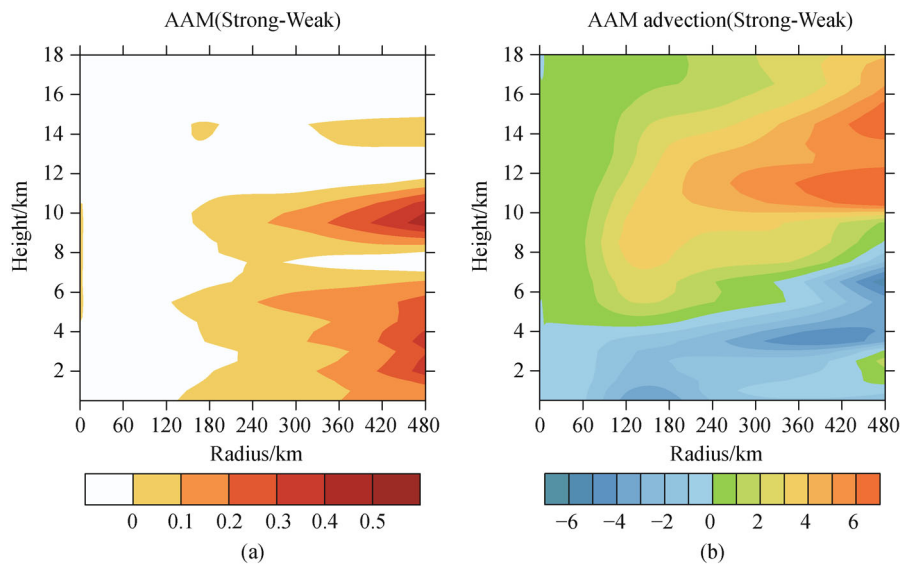 AAM(Strong-Weak)
18
16
14
12
10
8
6
4
2
Height/km
0 60 120 180 240 300 360 420 480
Radius/km
0 0.1 0.2 0.3 0.4 0.5
(a)
AAM advection(Strong-Weak)
18
16
14
12
10
8
6
4
2
Height/km
0 60 120 180 240 300 360 420 480
Radius/km
−6 −4 −2 0 2 4 6
(b)